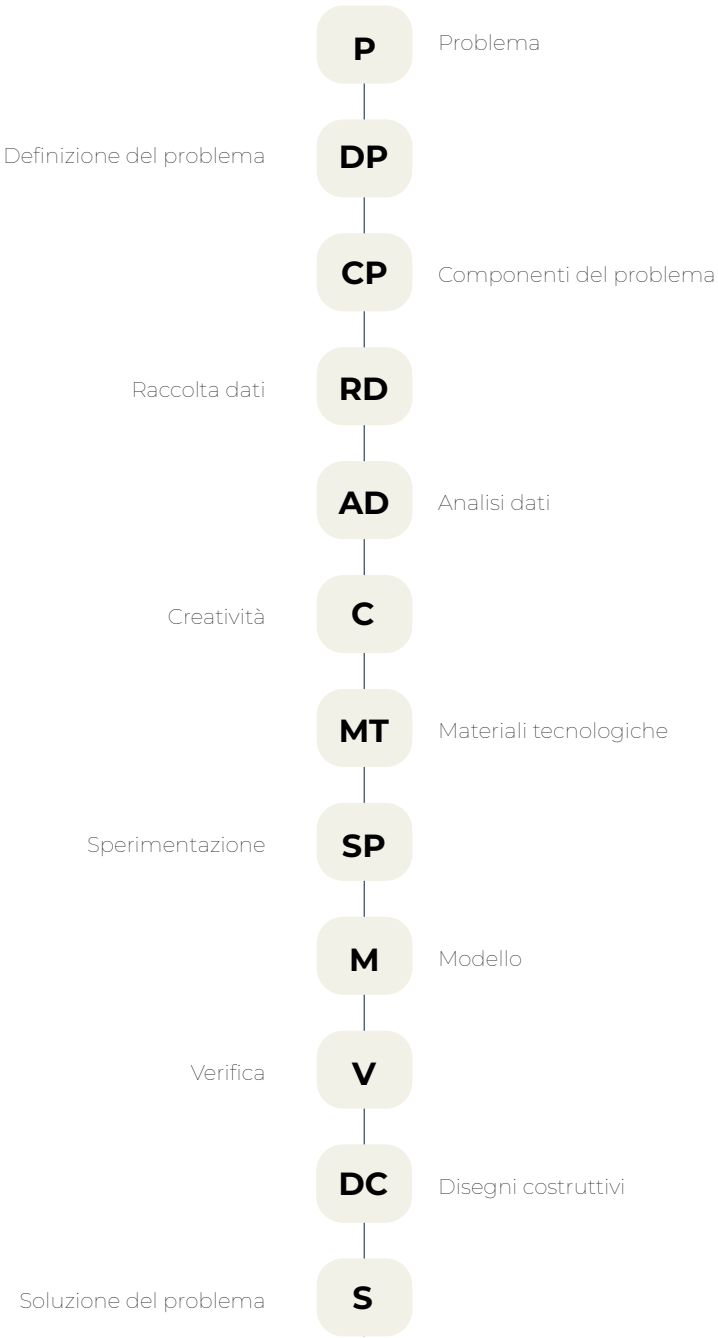 P
Problema
Definizione del problema
DP
CP
Componenti del problema
Raccolta dati
RD
AD
Analisi dati
Creatività
C
MT
Materiali tecnologiche
Sperimentazione
SP
M
Modello
Verifica
V
DC
Disegni costruttivi
Soluzione del problema
S